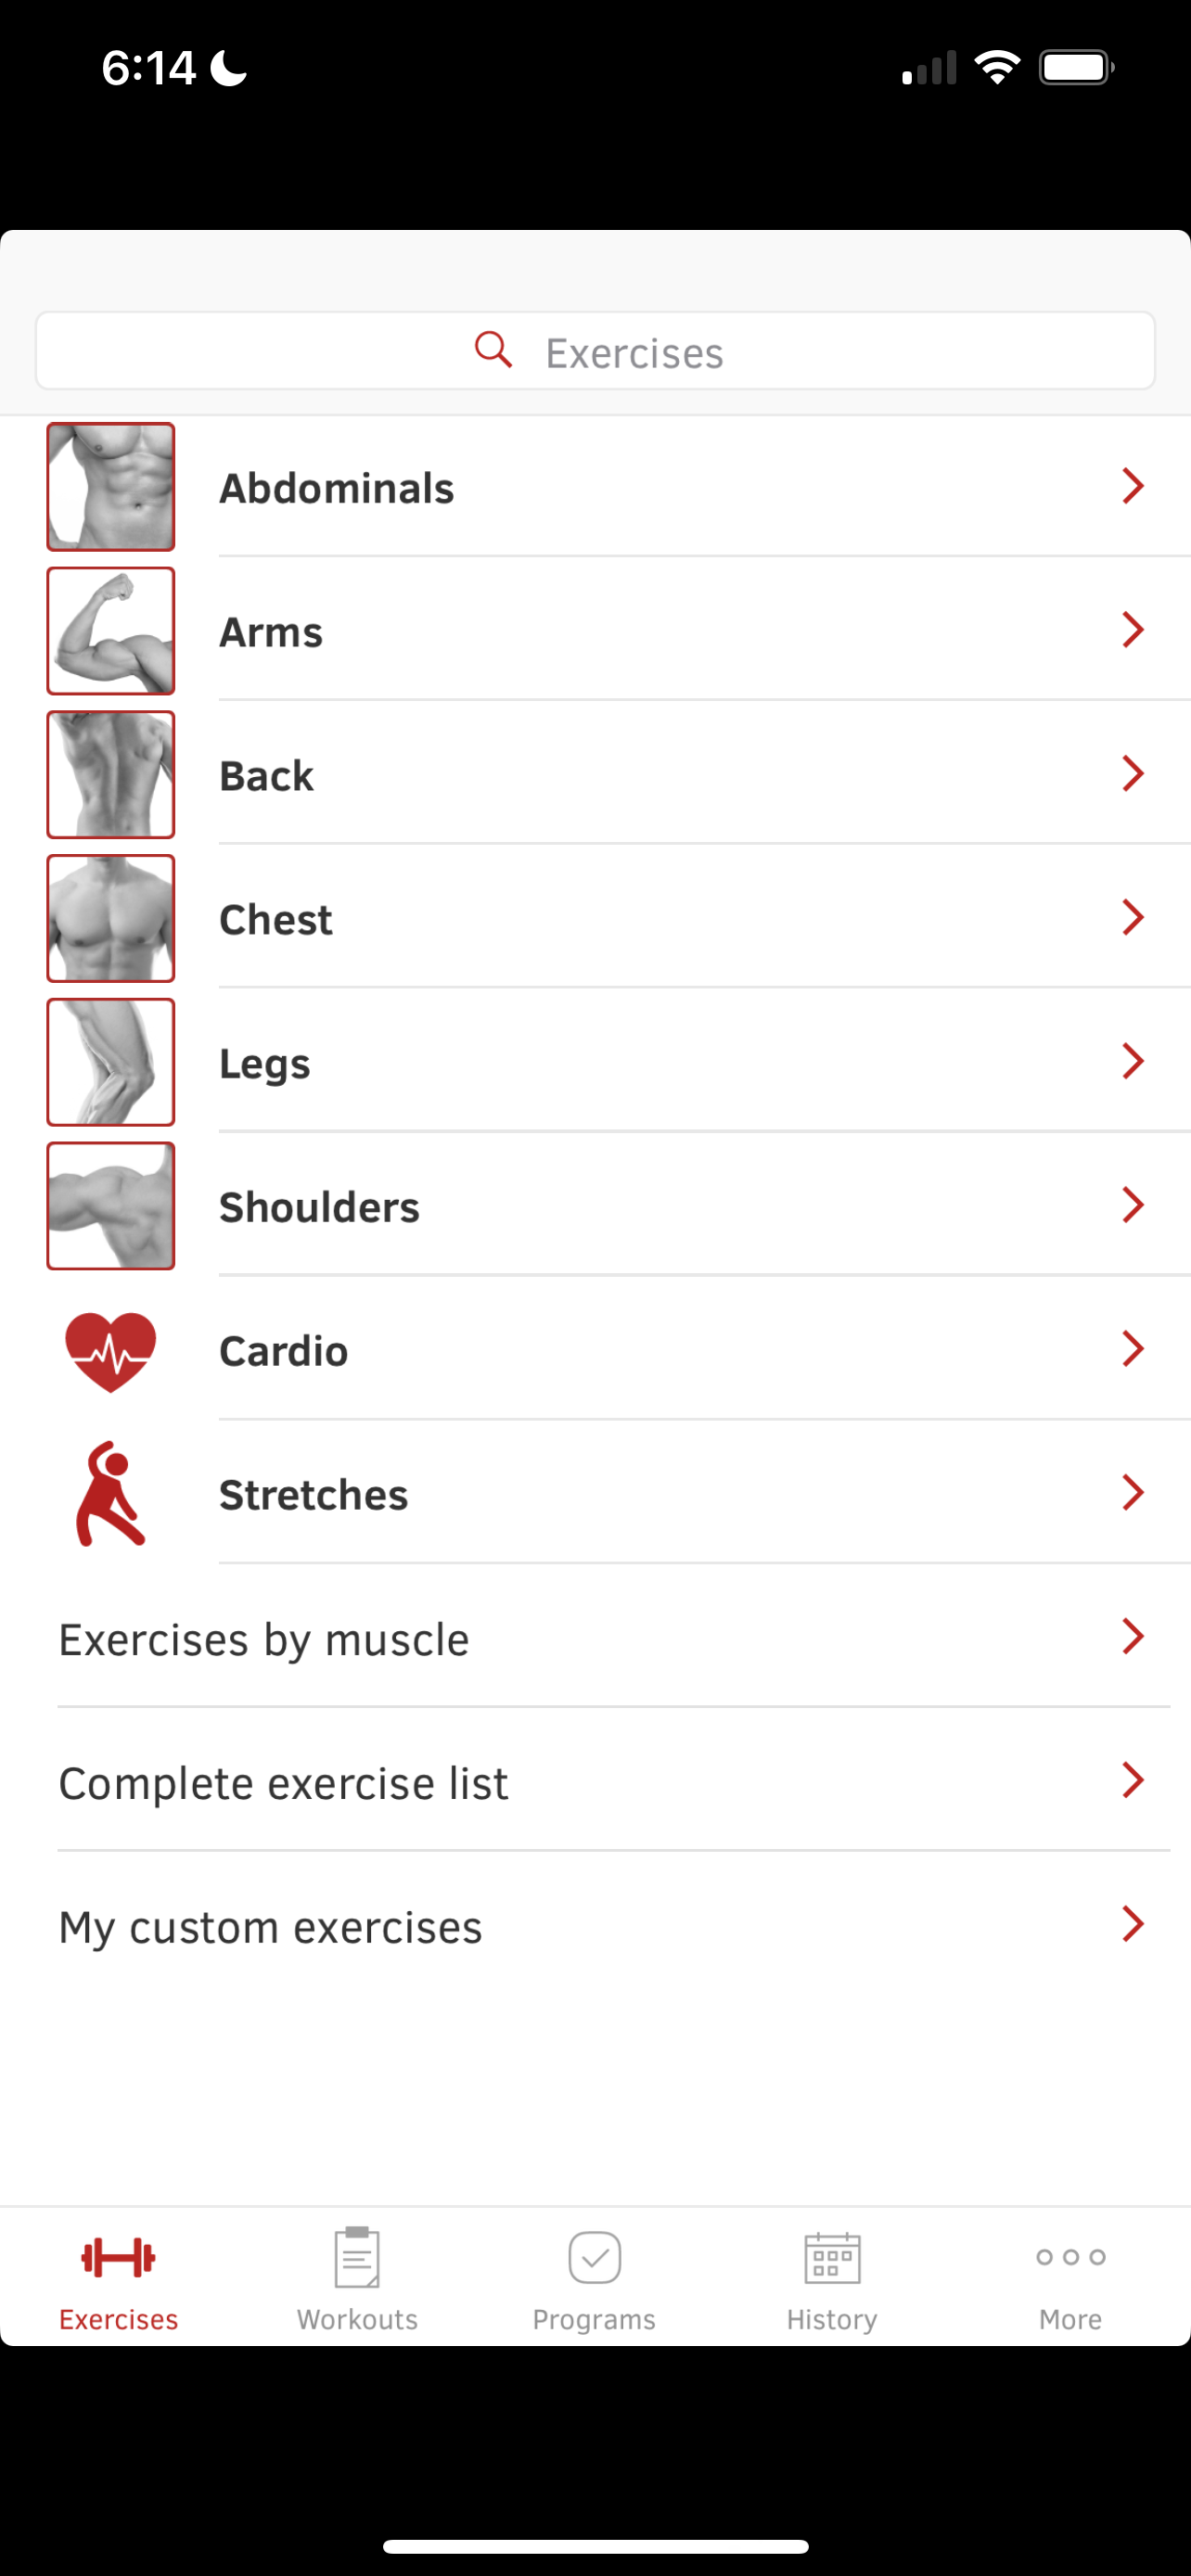 6:14
Exercises
Abdominals
Arms
Back
Chest
Legs
Shoulders
Cardio
Stretches
Exercises by muscle
Complete exercise list
My custom exercises
Exercises
Workouts
Programs
History
More